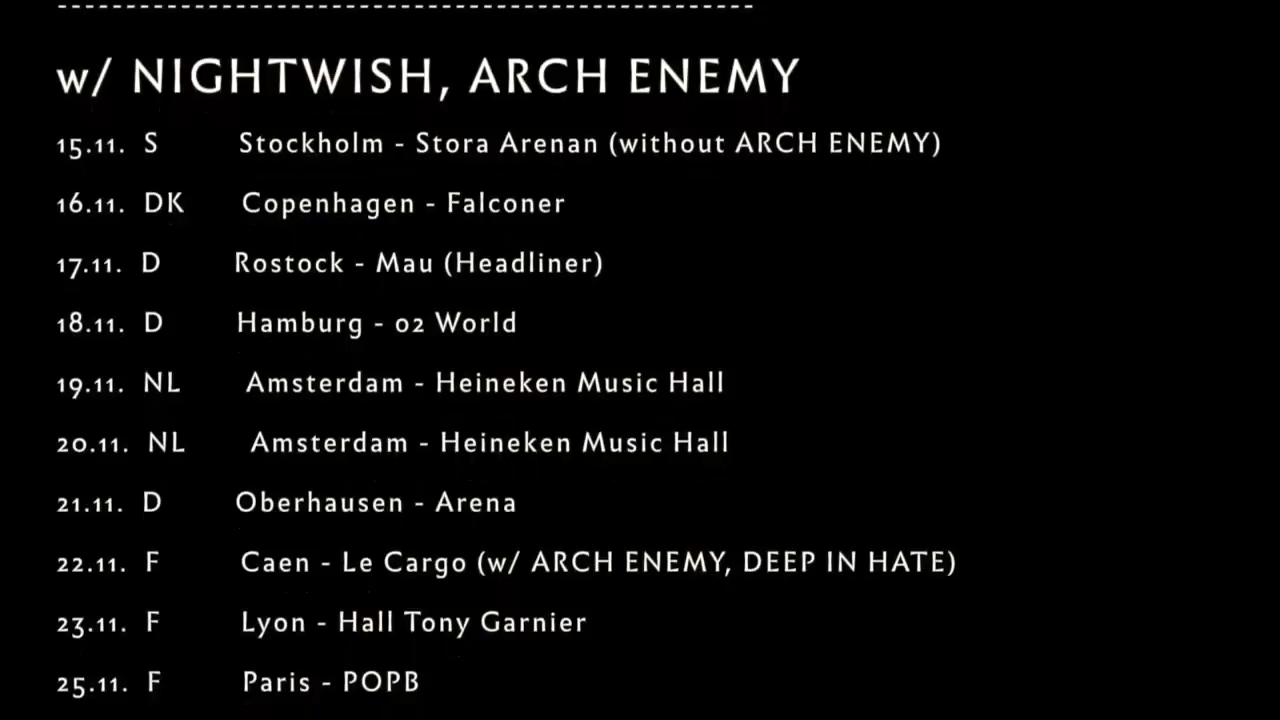 --------------------------------------------------
w/ NIGHTWISH, ARCH ENEMY
15.11. S Stockholm - Stora Arenan (without ARCH ENEMY)
16.11. DK Copenhagen - Falconer
17.11. D Rostock - Mau (Headliner)
18.11. D Hamburg - o2 World
19.11. NL Amsterdam - Heineken Music Hall
20.11. NL Amsterdam - Heineken Music Hall
21.11. D Oberhausen - Arena
22.11. F Caen - Le Cargo (w/ ARCH ENEMY, DEEP IN HATE)
23.11. F Lyon - Hall Tony Garnier
25.11. F Paris - POPB